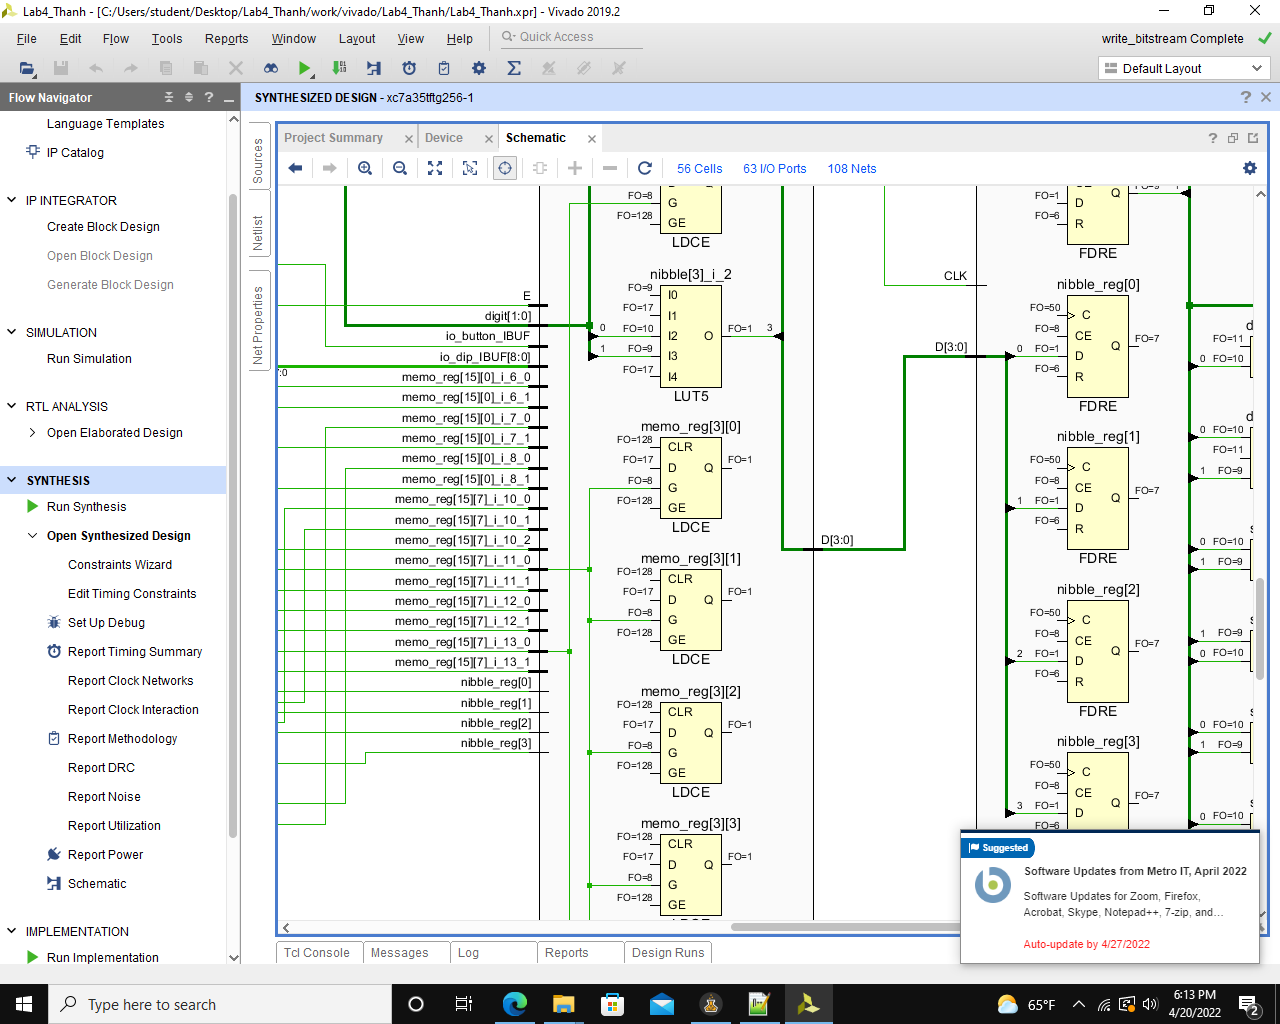 Lab4_Thanh - [C:/Users/student/Desktop/Lab4_Thanh/work/vivado/Lab4_Thanh/Lab4_Thanh.xpr] - Vivado 2019.2
File Edit Flow Tools Reports Window Layout View Help Quick Access
write_bitstream Complete
Default Layout
Flow Navigator
SYNTHESIZED DESIGN - xc7a35tftg256-1
Language Templates
IP Catalog
IP INTEGRATOR
Create Block Design
Open Block Design
Generate Block Design
SIMULATION
Run Simulation
RTL ANALYSIS
Open Elaborated Design
SYNTHESIS
Run Synthesis
Open Synthesized Design
Constraints Wizard
Edit Timing Constraints
Set Up Debug
Report Timing Summary
Report Clock Networks
Report Clock Interaction
Report Methodology
Report DRC
Report Noise
Report Utilization
Report Power
Schematic
IMPLEMENTATION
Run Implementation
Sources
Netlist
Net Properties
Project Summary
Device
Schematic
56 Cells 63 I/O Ports 108 Nets
E
digit[1:0]
io_button_IBUF
io_dip_IBUF[8:0]
7:0
memo_reg[15][0]_i_6_0
memo_reg[15][0]_i_6_1
memo_reg[15][0]_i_7_0
memo_reg[15][0]_i_7_1
memo_reg[15][0]_i_8_0
memo_reg[15][0]_i_8_1
memo_reg[15][7]_i_10_0
memo_reg[15][7]_i_10_1
memo_reg[15][7]_i_10_2
memo_reg[15][7]_i_11_0
memo_reg[15][7]_i_11_1
memo_reg[15][7]_i_12_0
memo_reg[15][7]_i_12_1
memo_reg[15][7]_i_13_0
memo_reg[15][7]_i_13_1
nibble_reg[0]
nibble_reg[1]
nibble_reg[2]
nibble_reg[3]
FO=8 G
FO=128 GE
LDCE
nibble[3]_i_2
FO=9 I0
FO=17 I1
0 FO=10 I2 O FO=1 3
1 FO=9 I3
FO=17 I4
LUT5
memo_reg[3][0]
FO=128 CLR
FO=17 D Q FO=1
FO=8 G
FO=128 GE
LDCE
memo_reg[3][1]
FO=128 CLR
FO=17 D Q FO=1
FO=8 G
FO=128 GE
LDCE
memo_reg[3][2]
FO=128 CLR
FO=17 D Q FO=1
FO=8 G
FO=128 GE
LDCE
memo_reg[3][3]
FO=128 CLR
FO=17 D Q FO=1
FO=8 G
FO=128 GE
D[3:0]
CLK
D[3:0]
FO=1 D Q
FO=6 R
FDRE
nibble_reg[0]
FO=50 C
FO=8 CE
0 FO=1 D Q FO=7
FO=6 R
FDRE
nibble_reg[1]
FO=50 C
FO=8 CE
1 FO=1 D Q FO=7
FO=6 R
FDRE
nibble_reg[2]
FO=50 C
FO=8 CE
2 FO=1 D Q FO=7
FO=6 R
FDRE
nibble_reg[3]
FO=50 C
FO=8 CE
3 FO=1 D Q FO=7
FO=6
FO=11
0 FO=10
0 FO=10
FO=11
1 FO=9
0 FO=10
1 FO=9
1 FO=9
0 FO=10
0 FO=10
1 FO=9
0 FO=10
Suggested
Software Updates from Metro IT, April 2022
Software Updates for Zoom, Firefox,
Acrobat, Skype, Notepad++, 7-zip, and...
Auto-update by 4/27/2022
Tcl Console Messages Log Reports Design Runs
Type here to search
65°F
6:13 PM
4/20/2022
2